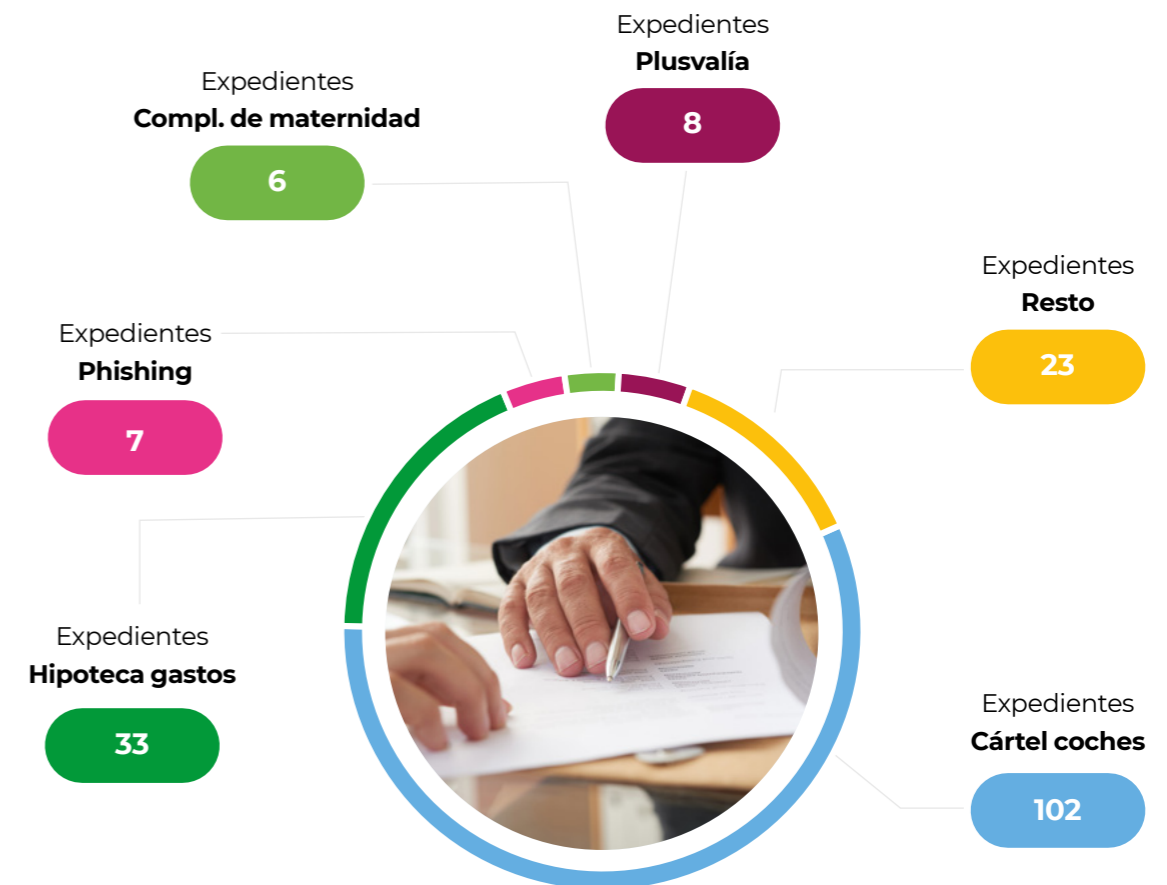 Expedientes
Plusvalía
8
Expedientes
Compl. de maternidad
6
Expedientes
Resto
23
Expedientes
Phishing
7
Expedientes
Hipoteca gastos
33
Expedientes
Cártel coches
102